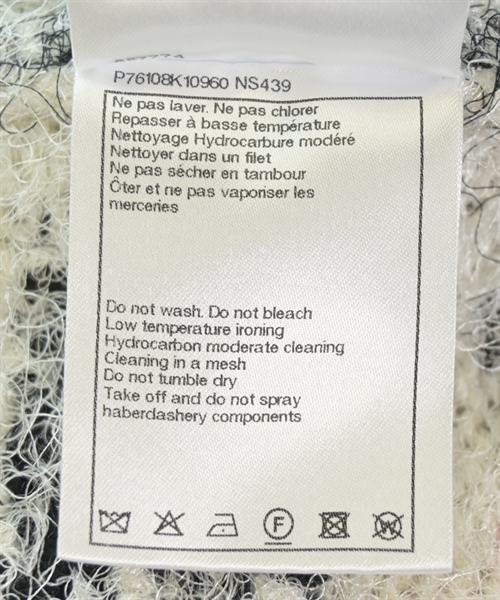 P76108K10960 NS439
Ne pas laver. Ne pas chlorer
Repasser à basse température
Nettoyage Hydrocarbure modéré
Nettoyer dans un filet
Ne pas sécher en tambour
Ôter et ne pas vaporiser les
merceries
Do not wash. Do not bleach
Low temperature ironing
Hydrocarbon moderate cleaning
Cleaning in a mesh
Do not tumble dry
Take off and do not spray
haberdashery components
F W